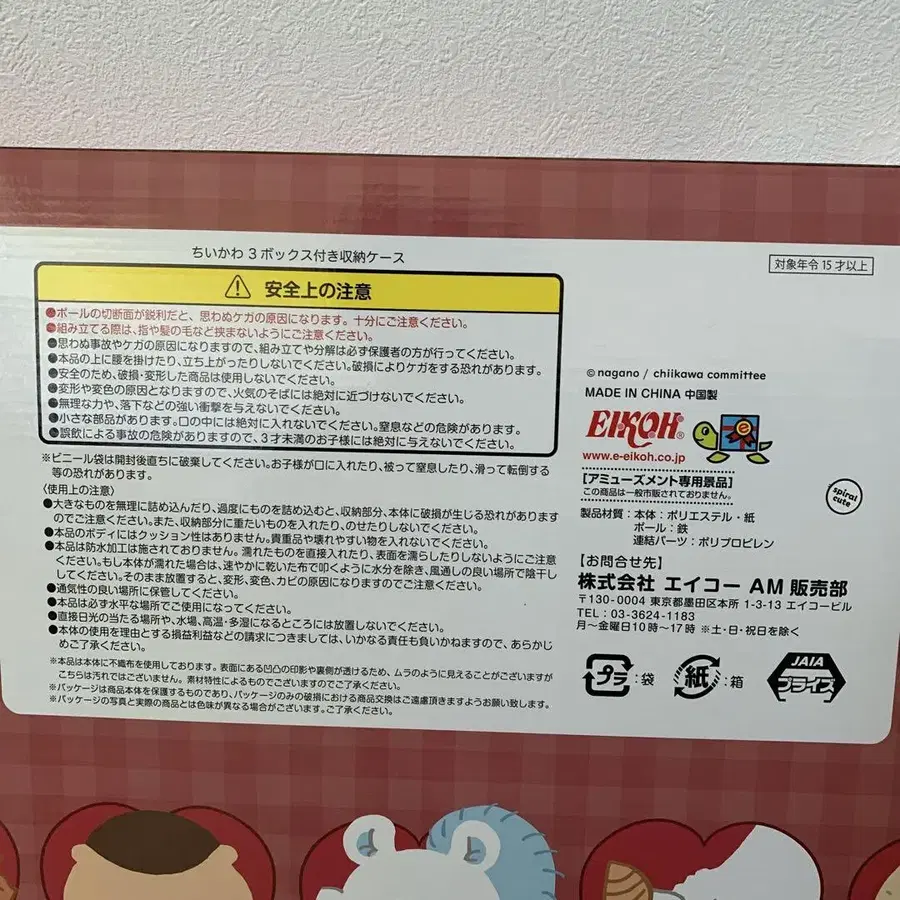 ちいかわ 3ボックス付き収納ケース
対象年令15才以上
安全上の注意
●ポールの切断面が鋭利だと、思わぬケガの原因になります。十分にご注意ください。
●組み立てる際は、指や髪の毛など挟まないようにご注意ください。
●思わぬ事故やケガの原因になりますので、組み立てや分解は必ず保護者の方が行ってください。
●本品の上に腰を掛けたり、立ち上がったりしないでください。破損によりケガをする恐れがあります。
●安全のため、破損・変形した商品は使用しないでください。
●変形や変色の原因となりますので、火気のそばには絶対に近づけないでください。
●無理な力や、落下などの強い衝撃を与えないでください。
●小さな部品があります。口の中には絶対に入れないでください。窒息などの危険があります。
●誤飲による事故の危険がありますので、3才未満のお子様には絶対に与えないでください。
※ビニール袋は開封後直ちに破棄してください。お子様が口に入れたり、被って窒息したり、滑って転倒する
等の恐れがあります。
〈使用上の注意〉
●大きなものを無理に詰め込んだり、過度にものを詰め込むと、収納部分、本体に破損が生じる恐れがあります
のでご注意ください。また、収納部分に重たいものを入れたり、のせたりしないでください。
●本品のボディにはクッション性はありません。貴重品や壊れやすい物を入れないでください。
●本品は防水加工は施されておりません。濡れたものを直接入れたり、表面を濡らしたりしないようにご注意
ください。もし本体が濡れた場合は、速やかに乾いた布で叩くように水分を除き、風通しの良い場所で陰干し
してください。そのまま放置すると、変形、変色、カビの原因になりますのでご注意ください。
●通気性の良い場所に保管してください。
●本品は必ず水平な場所でご使用になってください。
●直接日光の当たる場所や、水場、高温・多湿になるところには放置しないでください。
●本体の使用を理由とする損益利益などの請求につきましては、いかなる責任も負いかねますので、あらかじ
めご了承ください。
※本品は本体に不織布を使用しております。表面にある凹凸の印影や裏側が透けるため、ムラのように見えることがございますが
こちらは汚れではございません。素材特性によるものでございますのでご了承ください。
※パッケージは商品本体を保護するものであり、パッケージのみの破損における商品交換はご遠慮頂きますようお願い致します。
※パッケージの写真と実際の商品とは色味が異なる場合がございます。ご了承ください。
©nagano / chiikawa committee
MADE IN CHINA 中国製
EIKOH®
e
www.e-eikoh.co.jp
【アミューズメント専用景品】
この商品は一般市販されておりません。
spiral
cute
製品材質：本体：ポリエステル・紙
ポール：鉄
連結パーツ：ポリプロピレン
【お問合せ先】
株式会社 エイコー AM販売部
〒130-0004 東京都墨田区本所 1-3-13 エイコービル
TEL：03-3624-1183
月～金曜日10時～17時 ※土・日・祝日を除く
プラ：袋
紙：箱
JAIA
プライズ